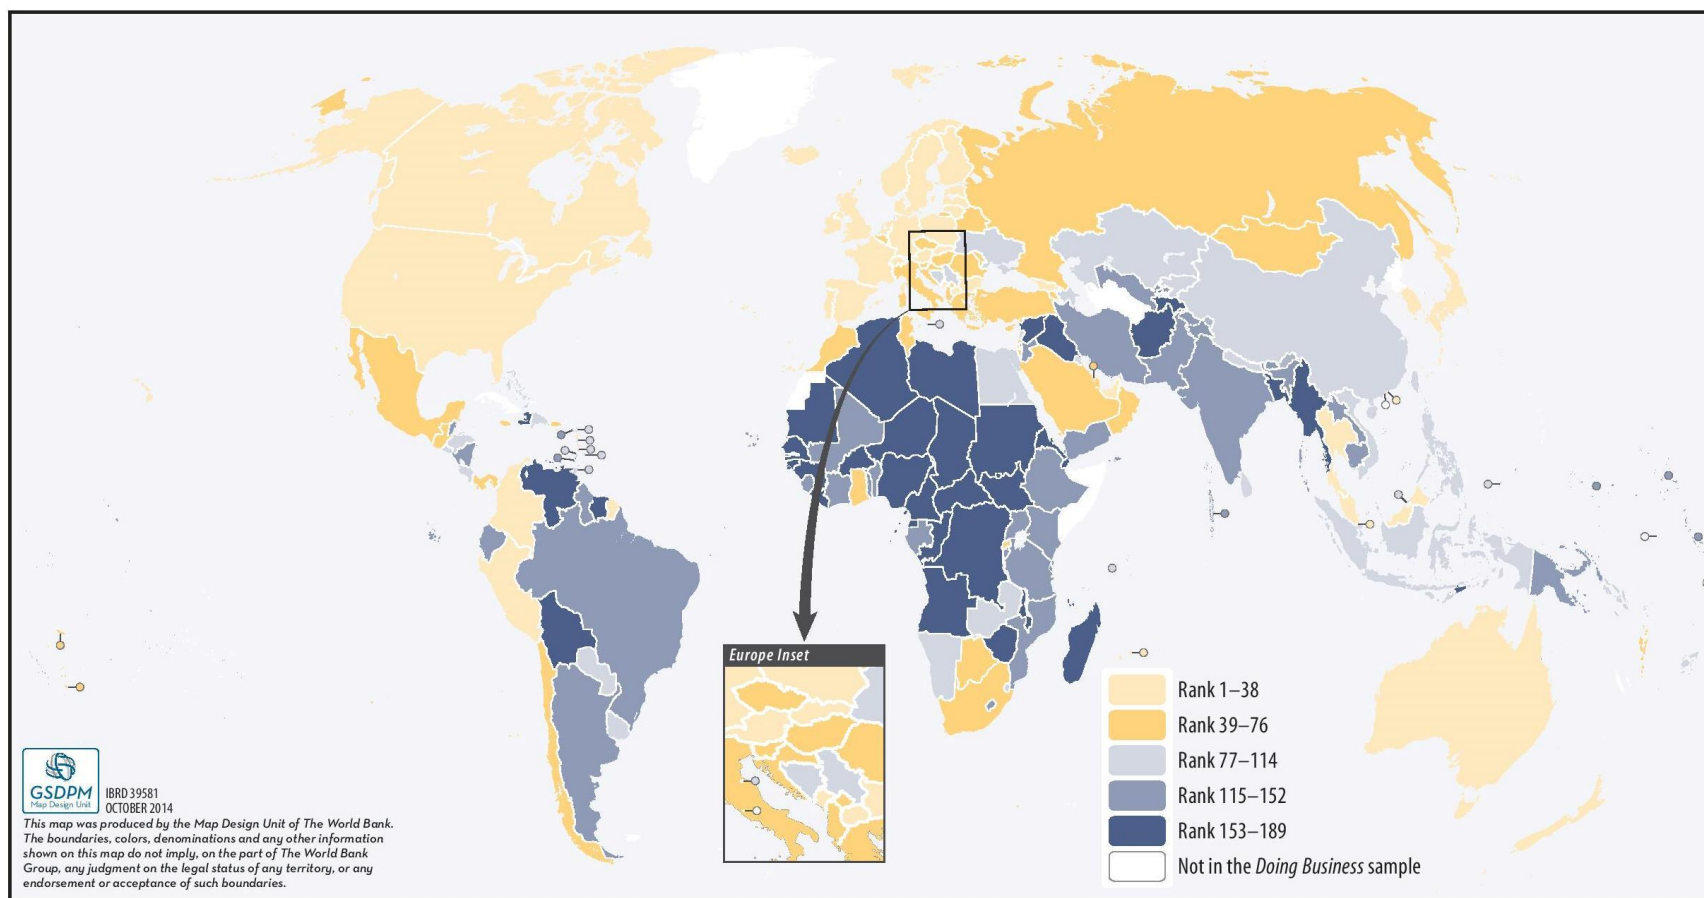 Europe Inset
Rank 1–38
Rank 39–76
Rank 77–114
Rank 115–152
Rank 153–189
Not in the Doing Business sample
GSDPM
Map Design Unit
IBRD 39581
OCTOBER 2014
This map was produced by the Map Design Unit of The World Bank.
The boundaries, colors, denominations and any other information
shown on this map do not imply, on the part of The World Bank
Group, any judgment on the legal status of any territory, or any
endorsement or acceptance of such boundaries.